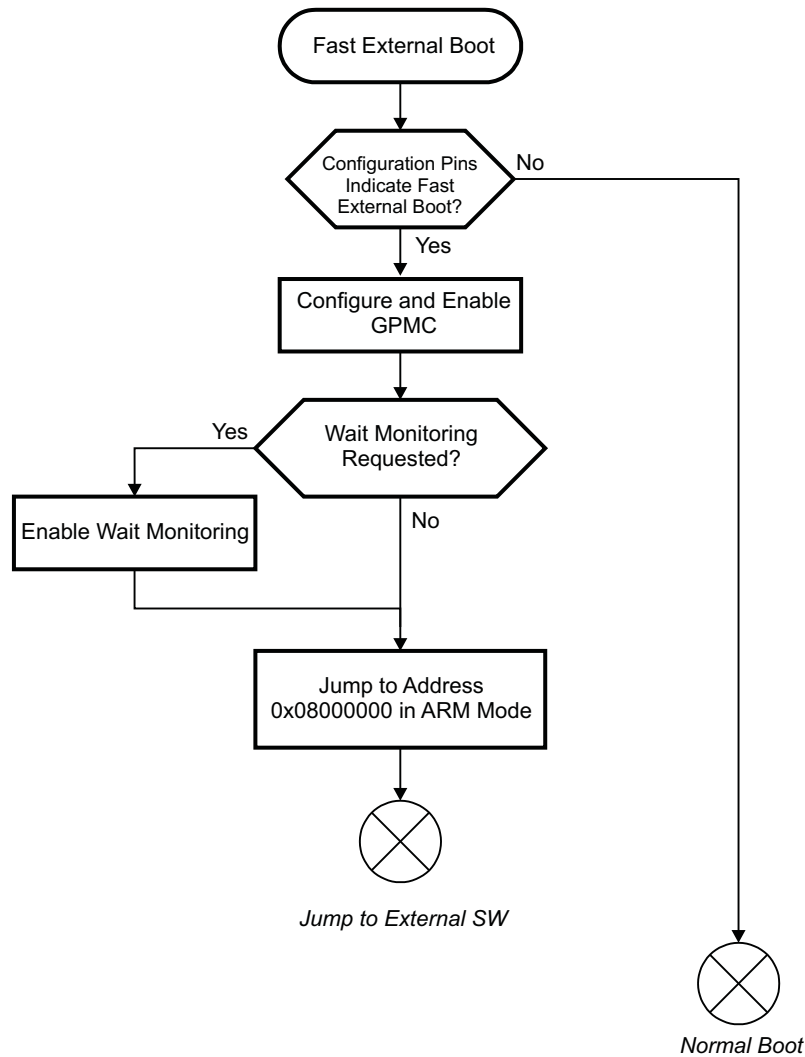 Fast External Boot
Configuration Pins
Indicate Fast
External Boot?
No
Yes
Configure and Enable
GPMC
Yes
Wait Monitoring
Requested?
No
Enable Wait Monitoring
Jump to Address
0x08000000 in ARM Mode
Jump to External SW
Normal Boot